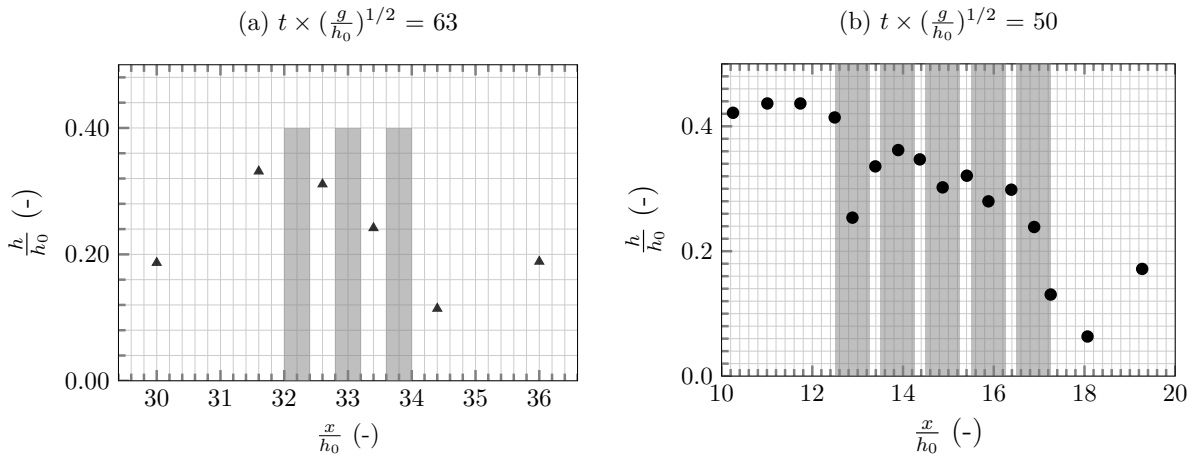 (a) t × (g/h₀)^1/2 = 63
0.40
0.20
0.00
h/h₀ (-)
30 31 32 33 34 35 36
x/h₀ (-)
(b) t × (g/h₀)^1/2 = 50
0.4
0.2
0.0
h/h₀ (-)
10 12 14 16 18 20
x/h₀ (-)